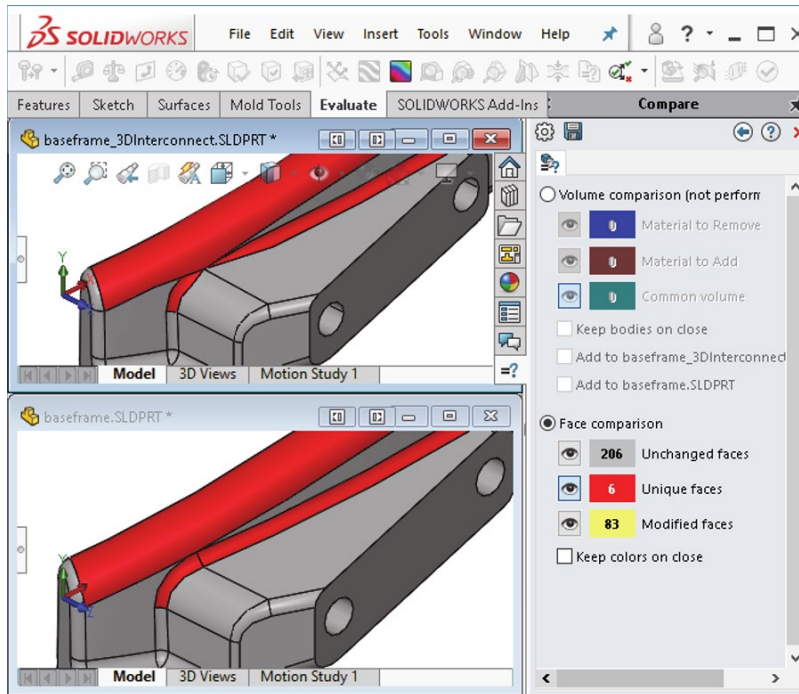 SOLIDWORKS File Edit View Insert Tools Window Help
Features Sketch Surfaces Mold Tools Evaluate SOLIDWORKS Add-Ins
Compare
baseframe_3DInterconnect.SLDPRT *
Y
Model 3D Views Motion Study 1
baseframe.SLDPRT *
Y
Z
Model 3D Views Motion Study 1
Volume comparison (not perform
Material to Remove
Material to Add
Common volume
Keep bodies on close
Add to baseframe_3DInterconnect
Add to baseframe.SLDPRT
Face comparison
206 Unchanged faces
6 Unique faces
83 Modified faces
Keep colors on close